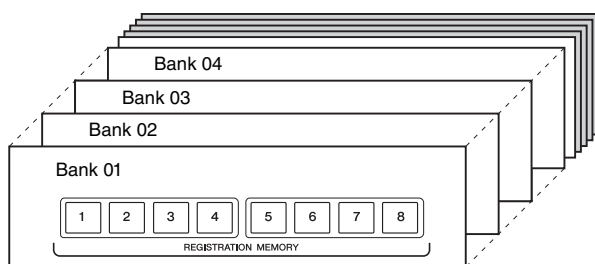 Bank 04
Bank 03
Bank 02
Bank 01
1 2 3 4 5 6 7 8
REGISTRATION MEMORY